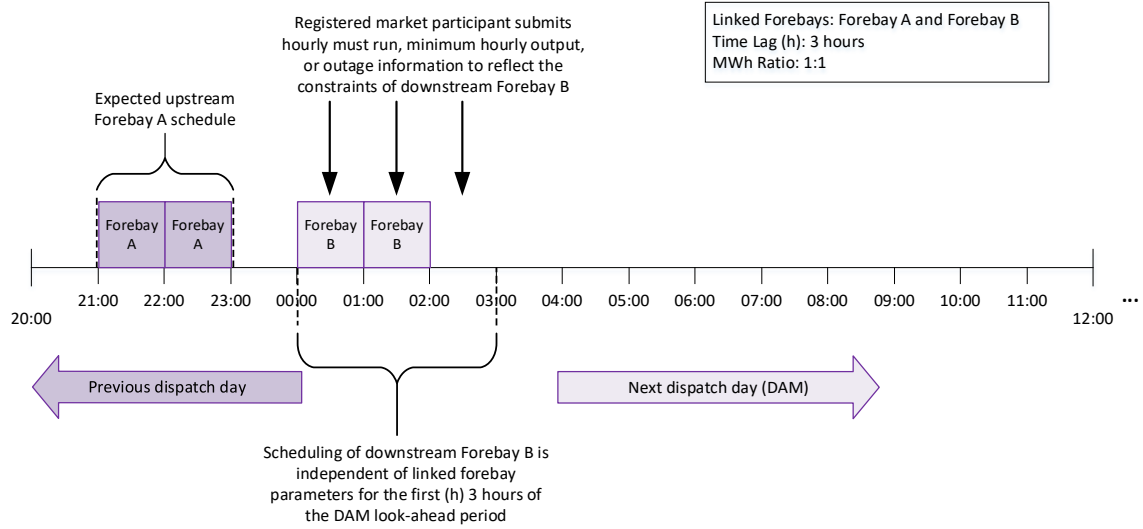 Registered market participant submits
hourly must run, minimum hourly output,
or outage information to reflect the
constraints of downstream Forebay B
Linked Forebays: Forebay A and Forebay B
Time Lag (h): 3 hours
MWh Ratio: 1:1
Expected upstream
Forebay A schedule
Forebay
A
Forebay
A
Forebay
B
Forebay
B
20:00
21:00
22:00
23:00
00:00
01:00
02:00
03:00
04:00
05:00
06:00
07:00
08:00
09:00
10:00
11:00
12:00
...
Previous dispatch day
Next dispatch day (DAM)
Scheduling of downstream Forebay B is
independent of linked forebay
parameters for the first (h) 3 hours of
the DAM look-ahead period